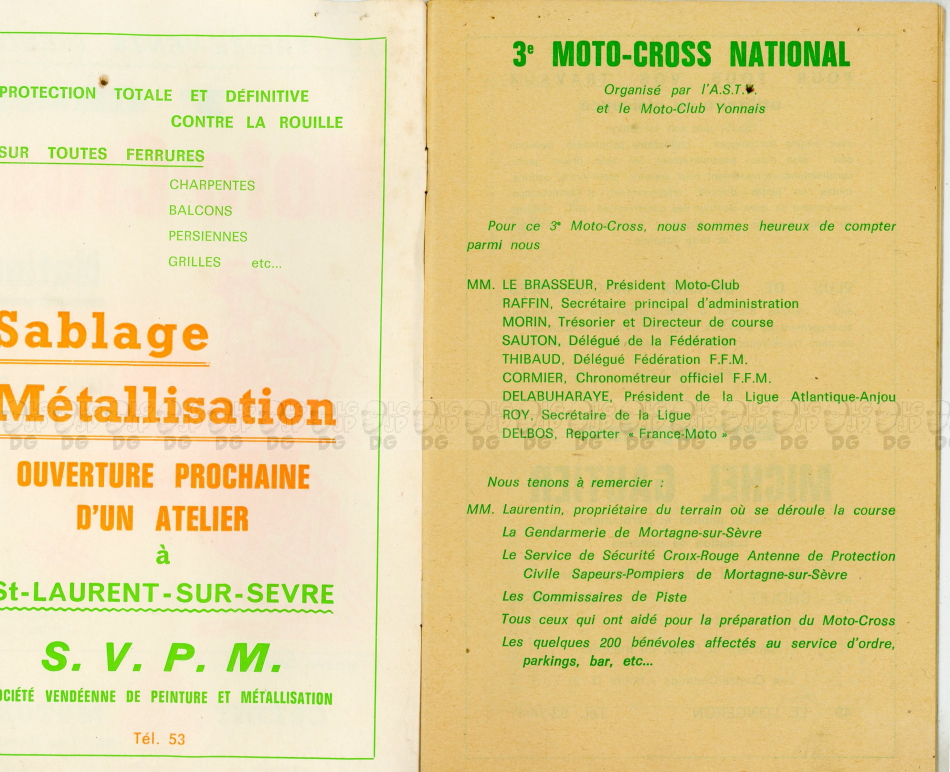 PROTECTION TOTALE ET DÉFINITIVE
CONTRE LA ROUILLE
SUR TOUTES FERRURES
CHARPENTES
BALCONS
PERSIENNES
GRILLES etc...
Sablage
Métallisation
OUVERTURE PROCHAINE
D'UN ATELIER
à
St-LAURENT-SUR-SEVRE
S. V. P. M.
OCIÉTÉ VENDÉENNE DE PEINTURE ET MÉTALLISATION
Tél. 53
3e MOTO-CROSS NATIONAL
Organisé par l'A.S.T.
et le Moto-Club Yonnais
Pour ce 3e Moto-Cross, nous sommes heureux de compter
parmi nous
MM. LE BRASSEUR, Président Moto-Club
RAFFIN, Secrétaire principal d'administration
MORIN, Trésorier et Directeur de course
SAUTON, Délégué de la Fédération
THIBAUD, Délégué Fédération F.F.M.
CORMIER, Chronométreur officiel F.F.M.
DELABUHARAYE, Président de la Ligue Atlantique-Anjou
ROY, Secrétaire de la Ligue
DELBOS, Reporter « France-Moto »
Nous tenons à remercier :
MM. Laurentin, propriétaire du terrain où se déroule la course
La Gendarmerie de Mortagne-sur-Sèvre
Le Service de Sécurité Croix-Rouge Antenne de Protection
Civile Sapeurs-Pompiers de Mortagne-sur-Sèvre
Les Commissaires de Piste
Tous ceux qui ont aidé pour la préparation du Moto-Cross
Les quelques 200 bénévoles affectés au service d'ordre,
parkings, bar, etc...